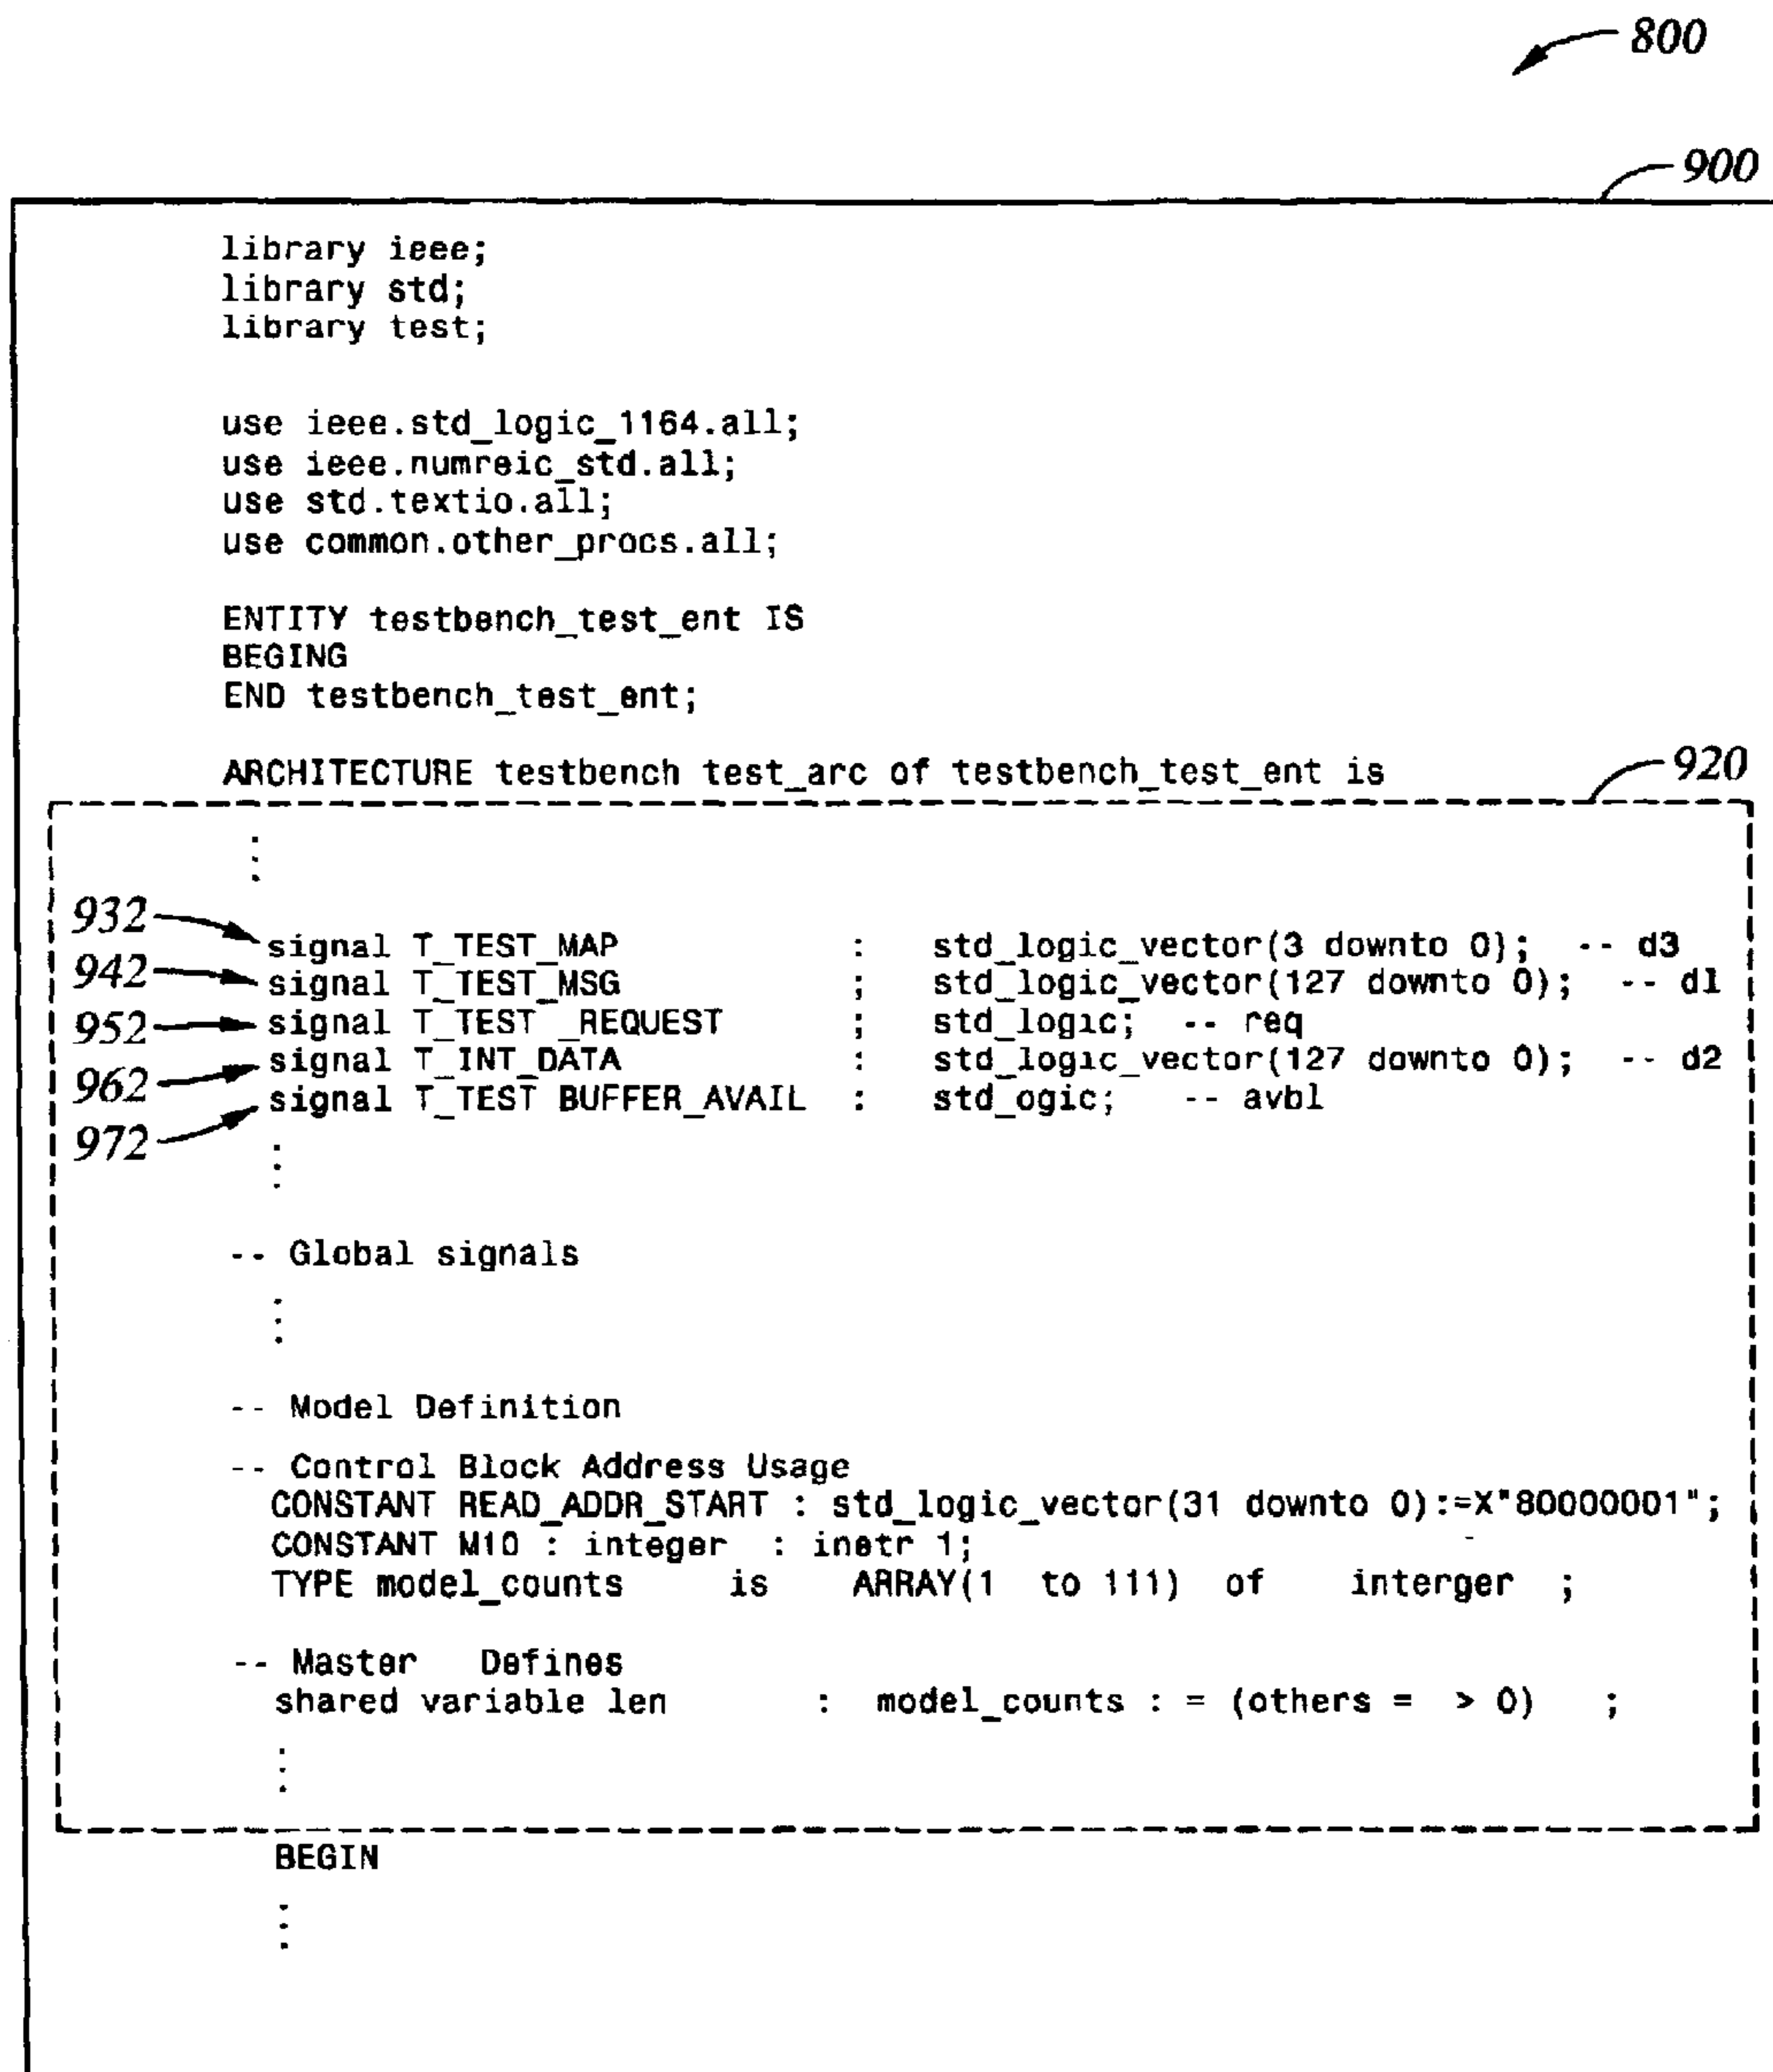 800
900
library ieee;
library std;
library test;
use ieee.std_logic_1164.all;
use ieee.numreic_std.all;
use std.textio.all;
use common.other_procs.all;
ENTITY testbench_test_ent IS
BEGING
END testbench_test_ent;
ARCHITECTURE testbench test_arc of testbench_test_ent is
920
932 signal T_TEST_MAP : std_logic_vector(3 downto 0); -- d3
942 signal T_TEST_MSG ; std_logic_vector(127 downto 0); -- d1
952 signal T_TEST _REQUEST ; std_logic; -- req
962 signal T_INT_DATA : std_logic_vector(127 downto 0); -- d2
972 signal T_TEST BUFFER_AVAIL : std_ogic; -- avbl
-- Global signals
-- Model Definition
-- Control Block Address Usage
CONSTANT READ_ADDR_START : std_logic_vector(31 downto 0):=X"80000001";
CONSTANT M10 : integer : inetr 1;
TYPE model_counts is ARRAY(1 to 111) of interger ;
-- Master Defines
shared variable len : model_counts : = (others = > 0) ;
BEGIN